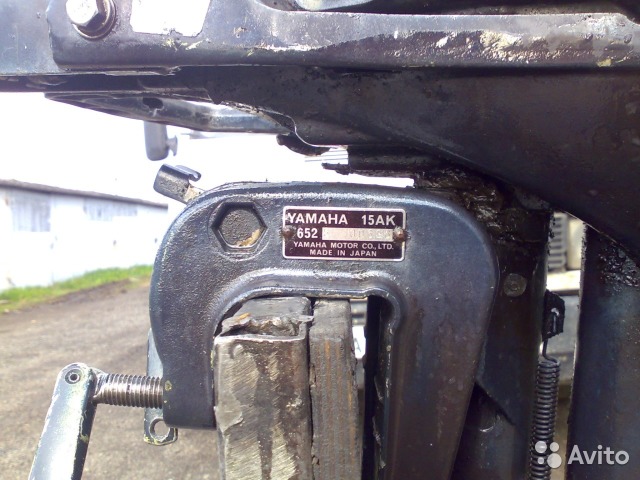 YAMAHA 15AK
652
YAMAHA MOTOR CO., LTD.
MADE IN JAPAN
Avito